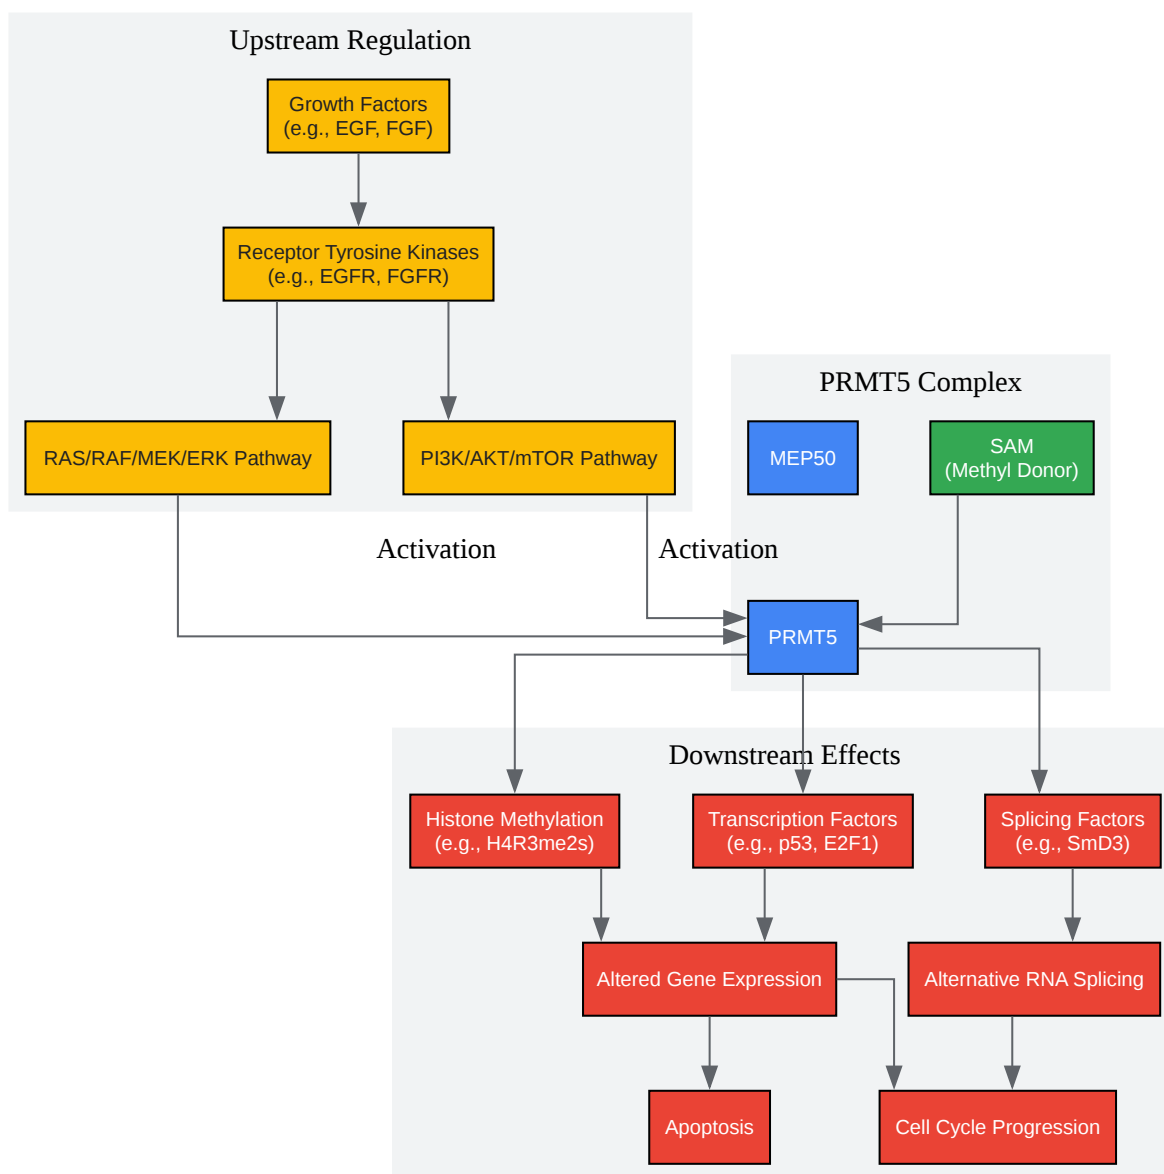 Upstream Regulation
Growth Factors
(e.g., EGF, FGF)
Receptor Tyrosine Kinases
(e.g., EGFR, FGFR)
RAS/RAF/MEK/ERK Pathway
PI3K/AKT/mTOR Pathway
PRMT5 Complex
MEP50
SAM
(Methyl Donor)
Activation
Activation
PRMT5
Downstream Effects
Histone Methylation
(e.g., H4R3me2s)
Transcription Factors
(e.g., p53, E2F1)
Splicing Factors
(e.g., SmD3)
Altered Gene Expression
Alternative RNA Splicing
Apoptosis
Cell Cycle Progression